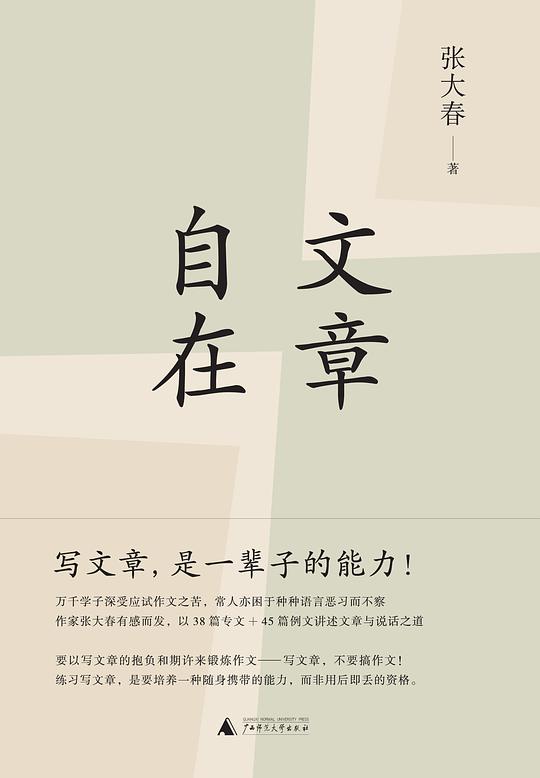 张大春
著
文章
自在
写文章，是一辈子的能力！
万千学子深受应试作文之苦，常人亦困于种种语言恶习而不察
作家张大春有感而发，以 38 篇专文 + 45 篇例文讲述文章与说话之道
要以写文章的抱负和期许来锻炼作文——写文章，不要搞作文！
练习写文章，是要培养一种随身携带的能力，而非用后即丢的资格。
GUANGXI NORMAL UNIVERSITY PRESS
广西师范大学出版社